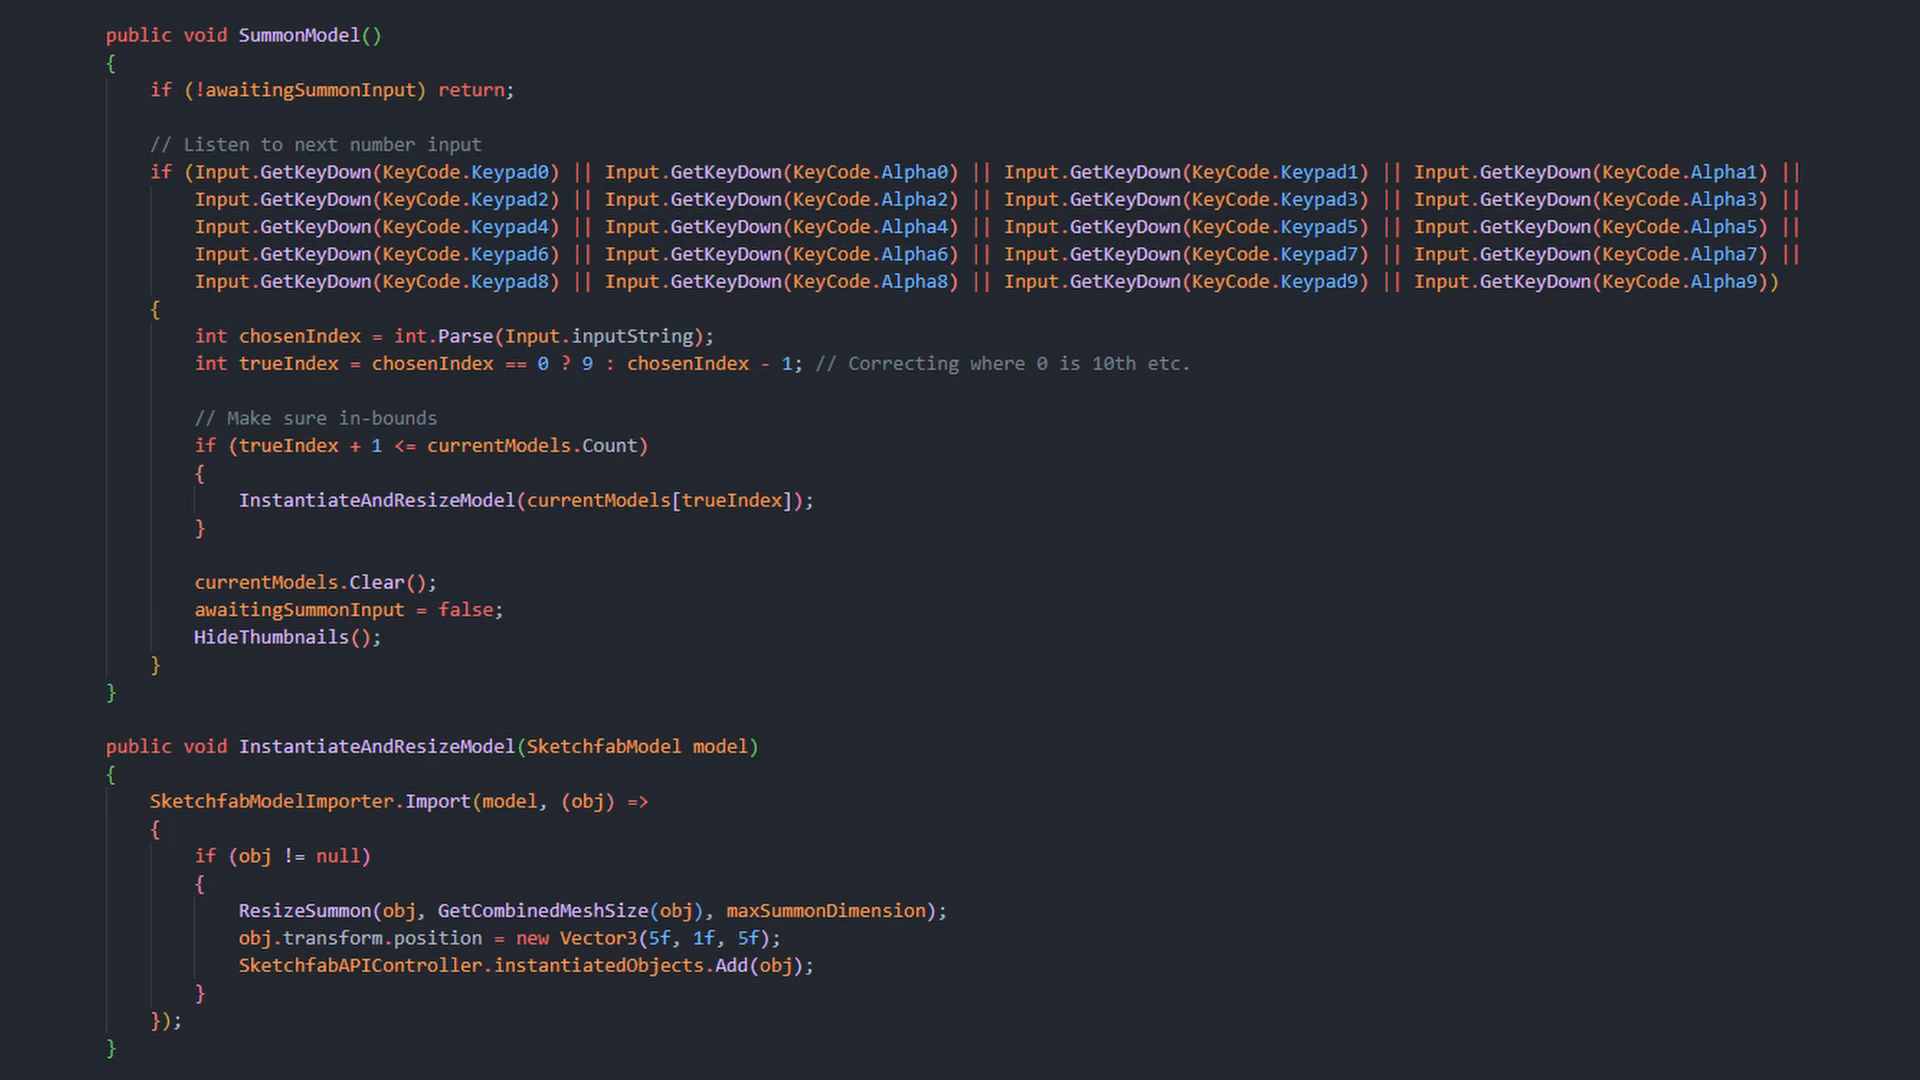 public void SummonModel()
{
if (!awaitingSummonInput) return;
// Listen to next number input
if (Input.GetKeyDown(KeyCode.Keypad0) || Input.GetKeyDown(KeyCode.Alpha0) || Input.GetKeyDown(KeyCode.Keypad1) || Input.GetKeyDown(KeyCode.Alpha1) ||
Input.GetKeyDown(KeyCode.Keypad2) || Input.GetKeyDown(KeyCode.Alpha2) || Input.GetKeyDown(KeyCode.Keypad3) || Input.GetKeyDown(KeyCode.Alpha3) ||
Input.GetKeyDown(KeyCode.Keypad4) || Input.GetKeyDown(KeyCode.Alpha4) || Input.GetKeyDown(KeyCode.Keypad5) || Input.GetKeyDown(KeyCode.Alpha5) ||
Input.GetKeyDown(KeyCode.Keypad6) || Input.GetKeyDown(KeyCode.Alpha6) || Input.GetKeyDown(KeyCode.Keypad7) || Input.GetKeyDown(KeyCode.Alpha7) ||
Input.GetKeyDown(KeyCode.Keypad8) || Input.GetKeyDown(KeyCode.Alpha8) || Input.GetKeyDown(KeyCode.Keypad9) || Input.GetKeyDown(KeyCode.Alpha9))
{
int chosenIndex = int.Parse(Input.inputString);
int trueIndex = chosenIndex == 0 ? 9 : chosenIndex - 1; // Correcting where 0 is 10th etc.
// Make sure in-bounds
if (trueIndex + 1 <= currentModels.Count)
{
InstantiateAndResizeModel(currentModels[trueIndex]);
}
currentModels.Clear();
awaitingSummonInput = false;
HideThumbnails();
}
}
public void InstantiateAndResizeModel(SketchfabModel model)
{
SketchfabModelImporter.Import(model, (obj) =>
{
if (obj != null)
{
ResizeSummon(obj, GetCombinedMeshSize(obj), maxSummonDimension);
obj.transform.position = new Vector3(5f, 1f, 5f);
SketchfabAPIController.instantiatedObjects.Add(obj);
}
});
}